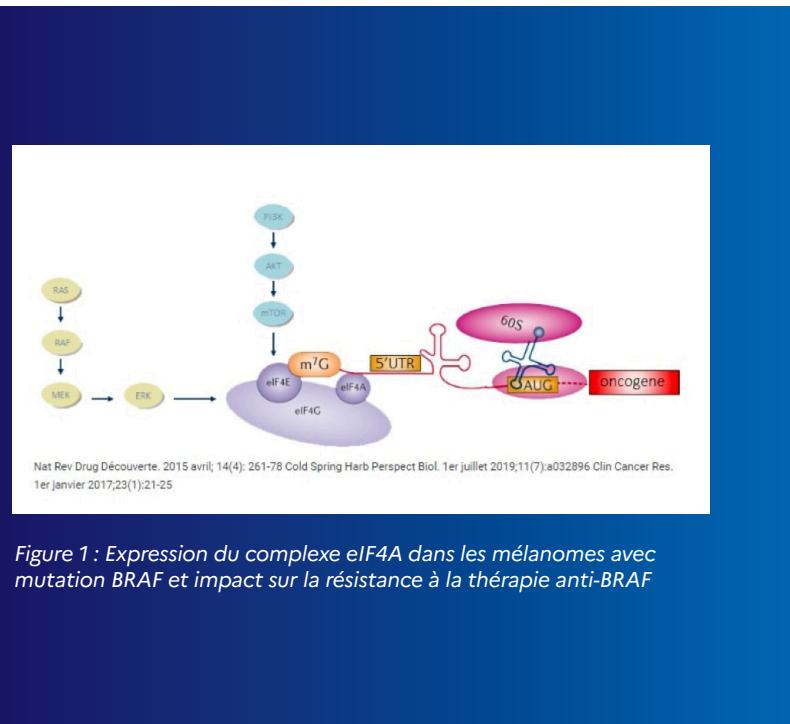 PI3K
AKT
mTOR
RAS
RAF
MEK
ERK
m⁷G
5'UTR
eIF4E
eIF4A
eIF4G
60S
AUG
oncogene
Nat Rev Drug Découverte. 2015 avril; 14(4): 261-78 Cold Spring Harb Perspect Biol. 1er juillet 2019;11(7):a032896 Clin Cancer Res.
1er janvier 2017;23(1):21-25
Figure 1 : Expression du complexe eIF4A dans les mélanomes avec
mutation BRAF et impact sur la résistance à la thérapie anti-BRAF